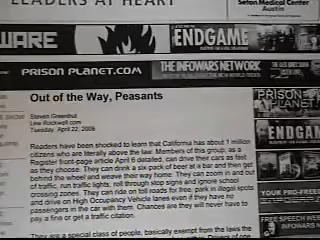 LEADERS AT HEART
Seton Medical Center
Austin
WARE
ENDGAME
PRISON PLANET.COM
THE INFOWARS NETWORK
Out of the Way, Peasants
PRISON
PLANET
Steven Greenhut
Lew Rockwell.com
Tuesday, April 22, 2008
ENDGAME
Readers have been shocked to learn that California has about 1 million
citizens who are literally above the law. Members of this group, as a
Register front-page article April 6 detailed, can drive their cars as fast
as they choose. They can drink a six pack of beer at a bar and then get
behind the wheel and weave their way home. They can zoom in and out
of traffic, run traffic lights, roll through stop signs and ignore school
crossing zones. They can ride on toll roads for free, park in illegal spots
and drive on High Occupancy Vehicle lanes even if they have no
passengers in the car with them. Chances are they will never have to
pay a fine or get a traffic citation.
YOUR PRO-FREED
FREE SPEECH WEB
INFOWARS
They are a special class of people, basically exempt from the laws the